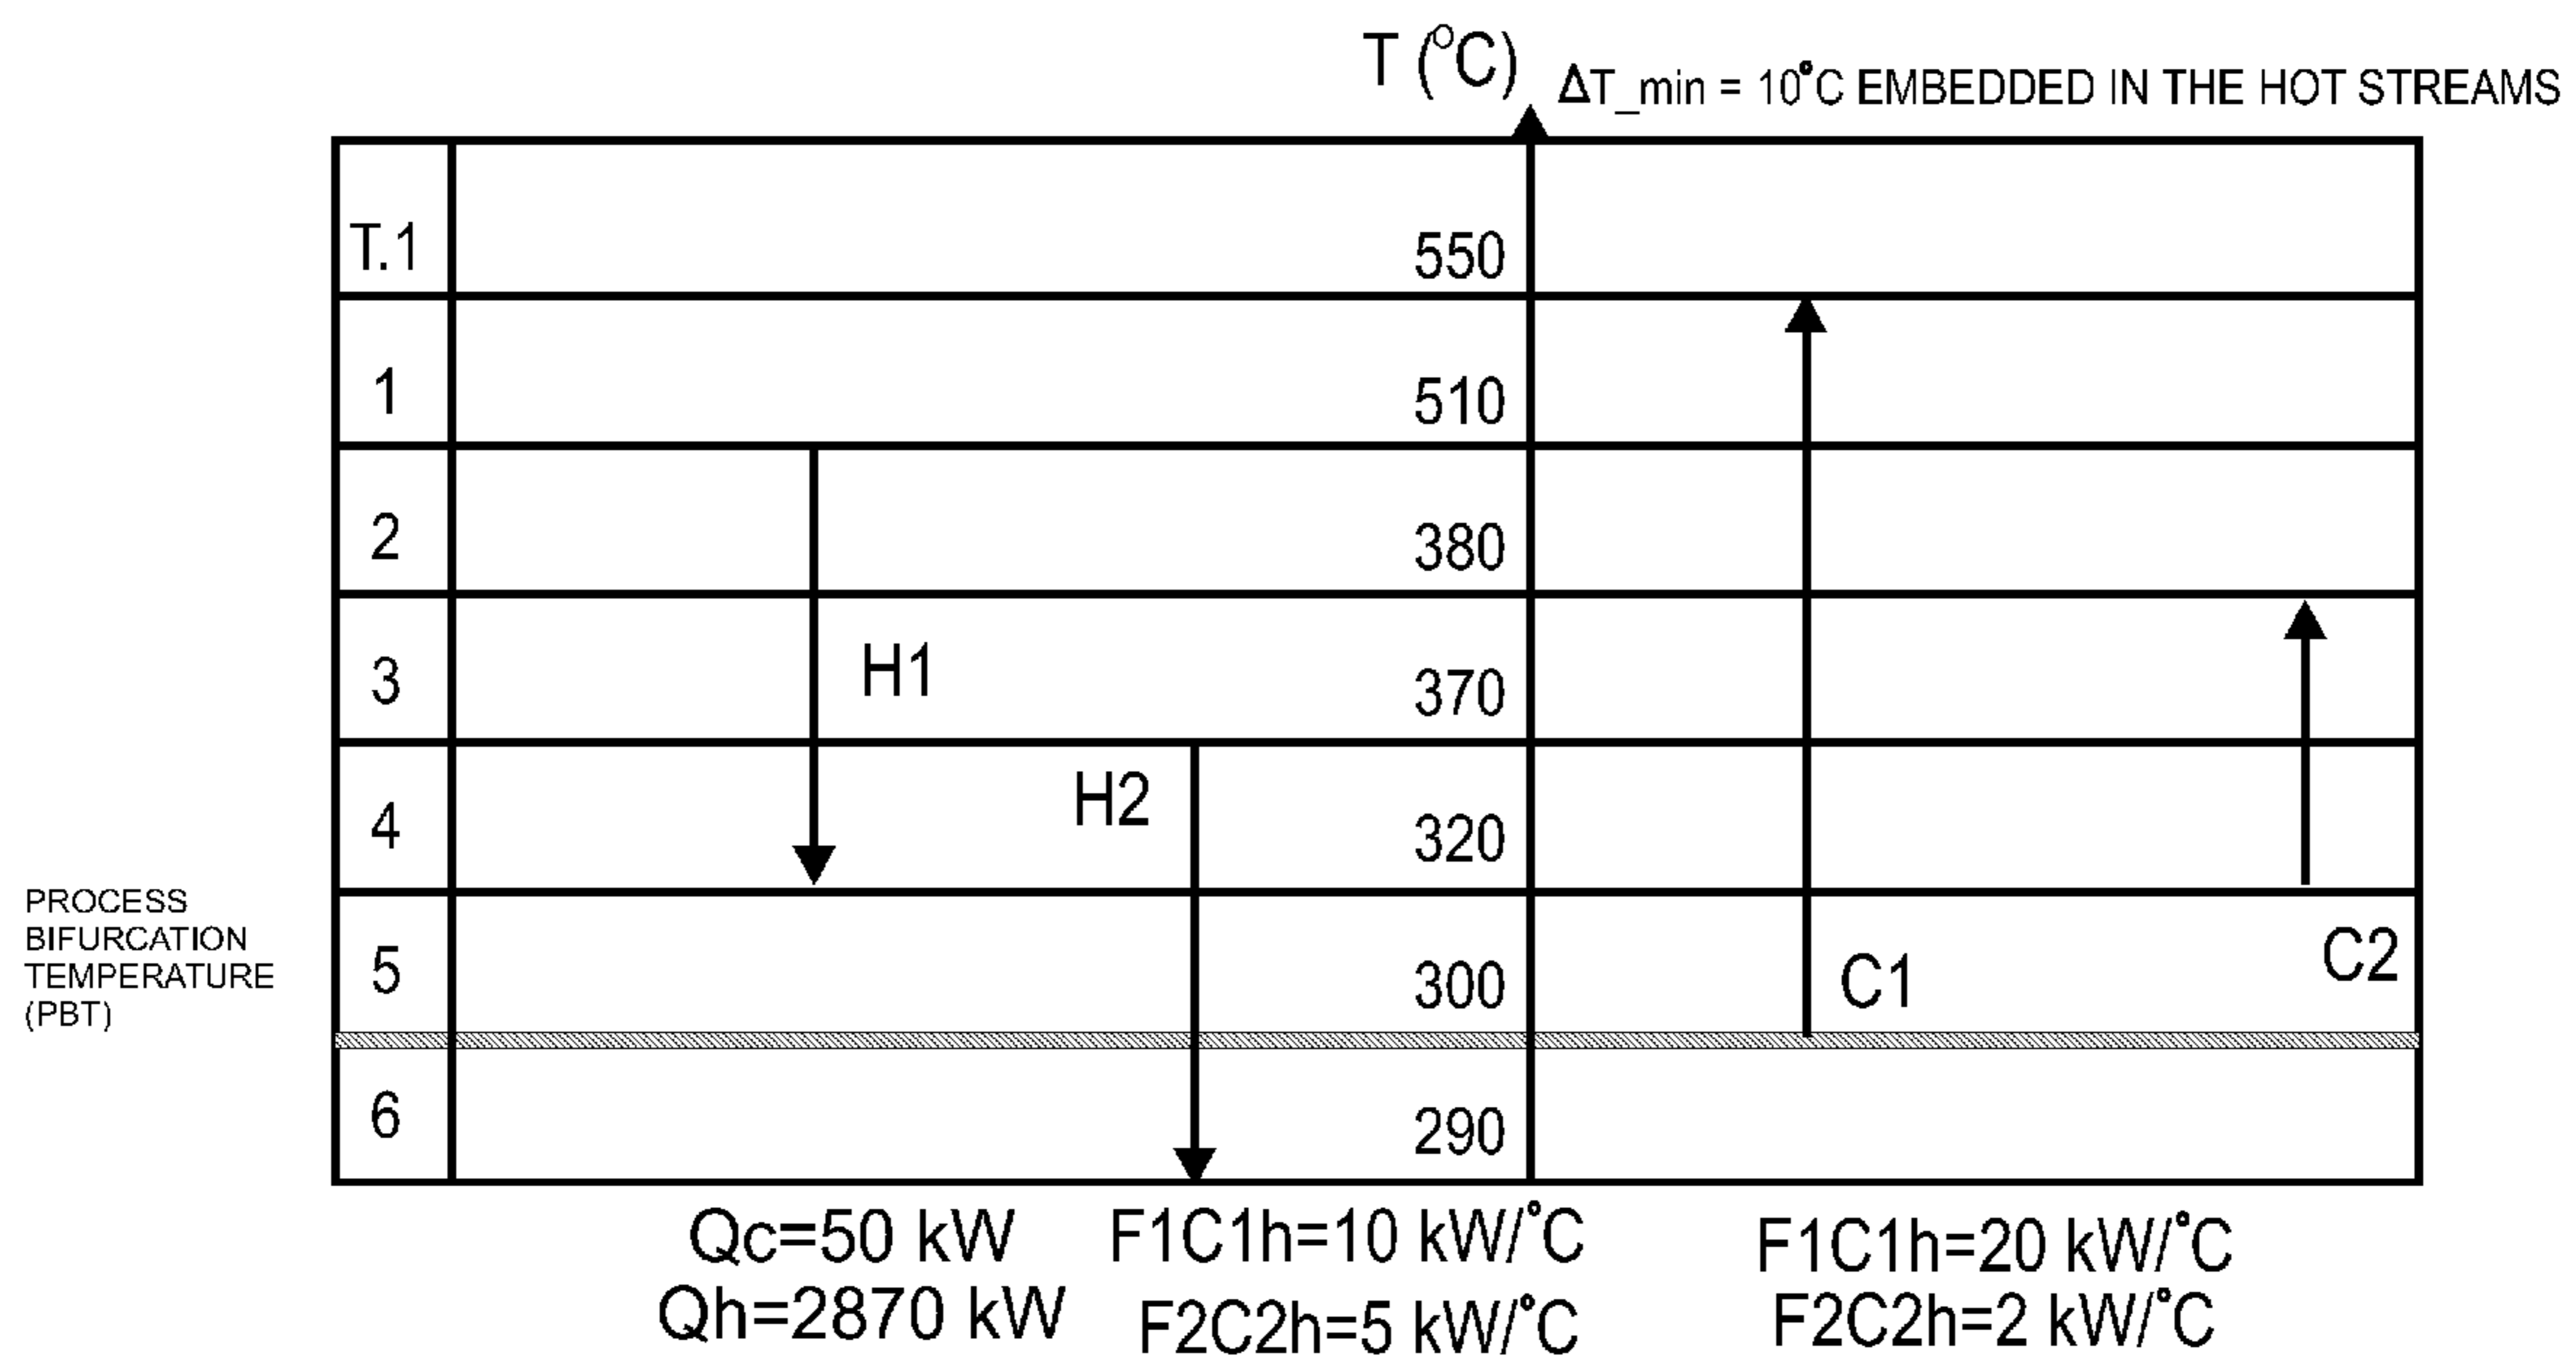 T (°C)
ΔT_min = 10°C EMBEDDED IN THE HOT STREAMS
T.1
550
1
510
2
380
3
H1
370
4
H2
320
PROCESS
BIFURCATION
TEMPERATURE
(PBT)
5
300
C1
C2
6
290
Qc=50 kW
Qh=2870 kW
F1C1h=10 kW/°C
F2C2h=5 kW/°C
F1C1h=20 kW/°C
F2C2h=2 kW/°C